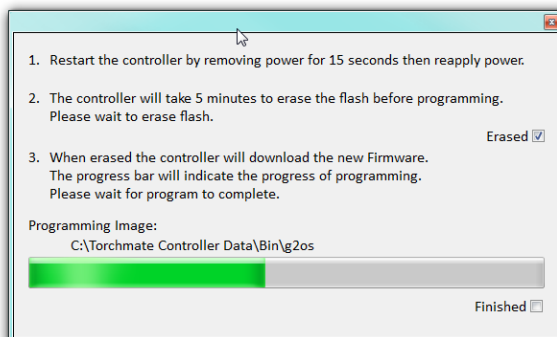 1. Restart the controller by removing power for 15 seconds then reapply power.
2. The controller will take 5 minutes to erase the flash before programming.
Please wait to erase flash.
Erased
3. When erased the controller will download the new Firmware.
The progress bar will indicate the progress of programming.
Please wait for program to complete.
Programming Image:
C:\Torchmate Controller Data\Bin\g2os
Finished